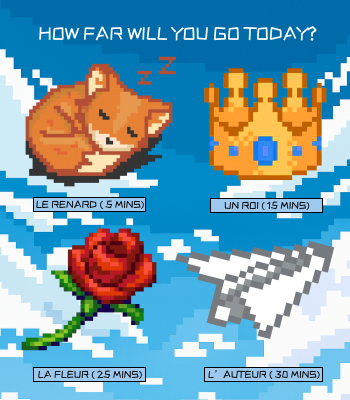 HOW FAR WILL YOU GO TODAY?
Z Z
LE RENARD ( 5 MINS)
UN ROI ( 15 MINS)
LA FLEUR ( 25 MINS)
L' AUTEUR ( 30 MINS)